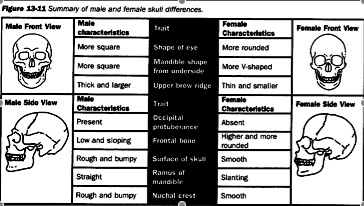 Figure 13-11 Summary of male and female skull differences.
Male Front View
Male characteristics
Trait
Female Characteristics
Female Front View
More square
Shape of eye
More rounded
More square
Mandible shape from underside
More V-shaped
Thick and larger
Upper brow ridge
Thin and smaller
Male Side View
Male Characteristics
Trait
Female Characteristics
Female Side View
Present
Occipital protuberance
Absent
Low and sloping
Frontal bone
Higher and more rounded
Rough and bumpy
Surface of skull
Smooth
Straight
Ramus of mandible
Slanting
Rough and bumpy
Nuchal crest
Smooth